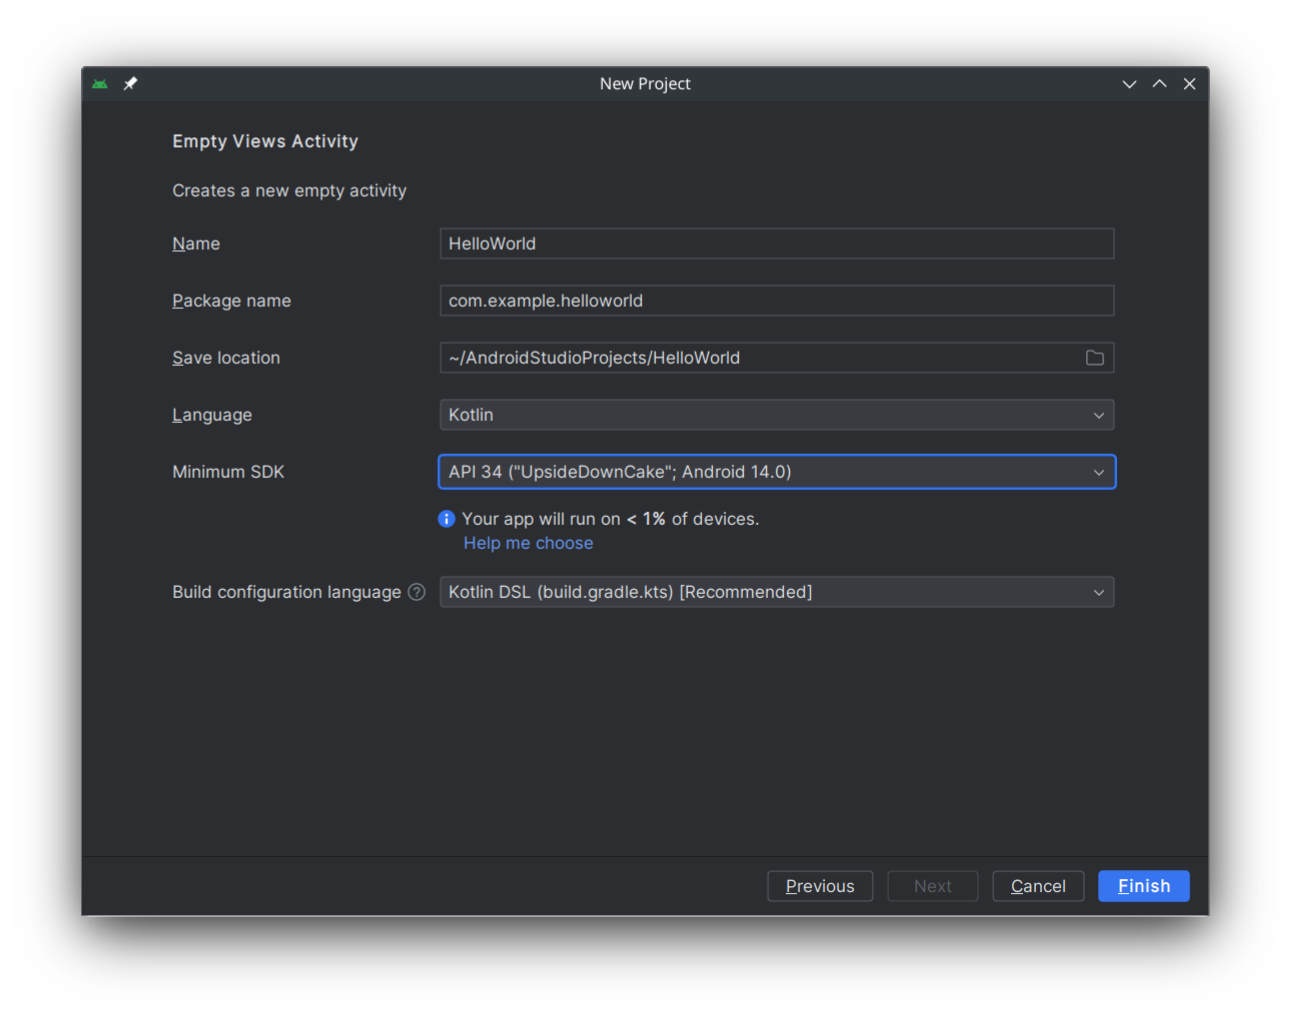 New Project
Empty Views Activity
Creates a new empty activity
Name HelloWorld
Package name com.example.helloworld
Save location ~/AndroidStudioProjects/HelloWorld
Language Kotlin
Minimum SDK API 34 ("UpsideDownCake"; Android 14.0)
Your app will run on < 1% of devices.
Help me choose
Build configuration language Kotlin DSL (build.gradle.kts) [Recommended]
Previous Next Cancel Finish